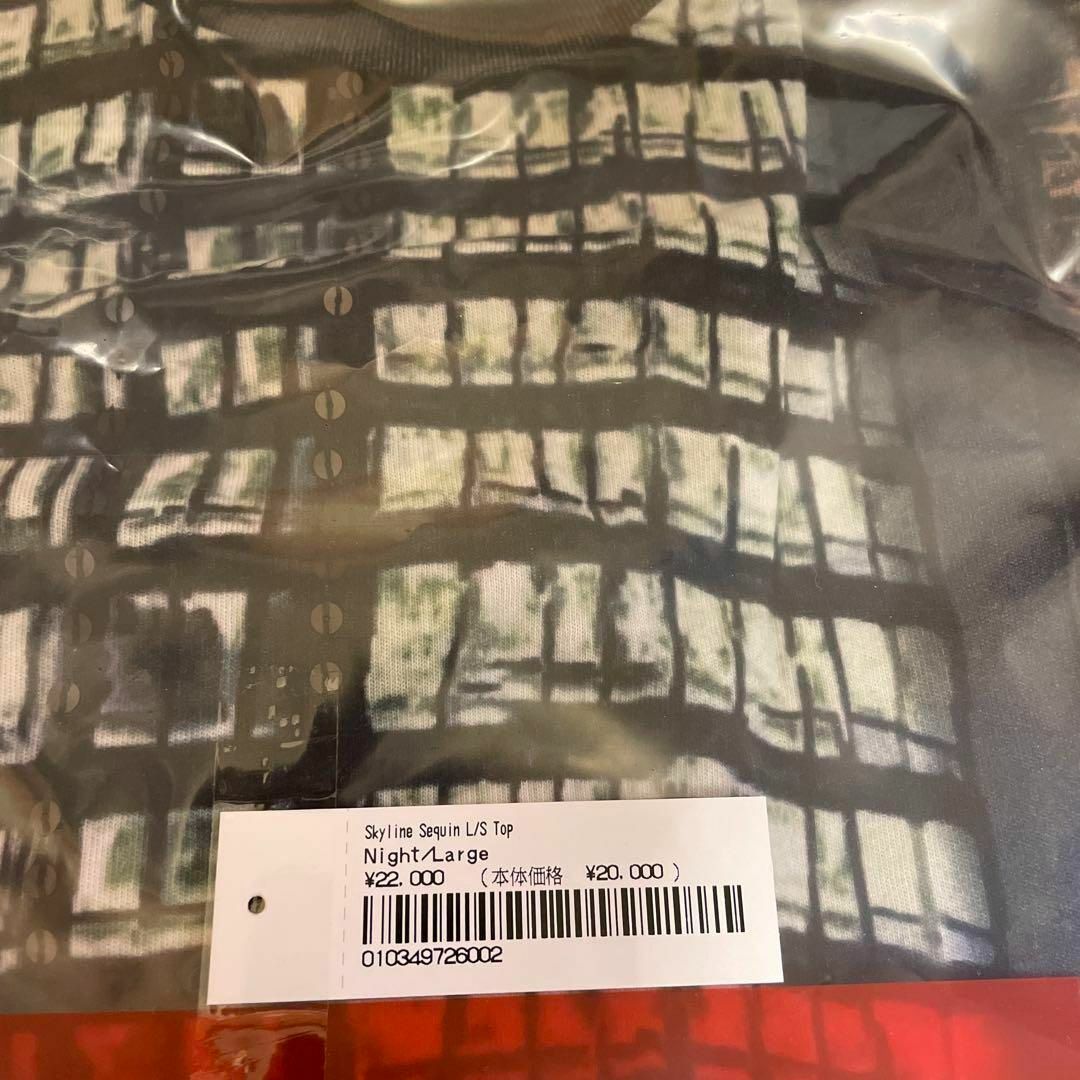 Skyline Sequin L/S Top
Night/Large
¥22,000 (本体価格 ¥20,000)
010349726002